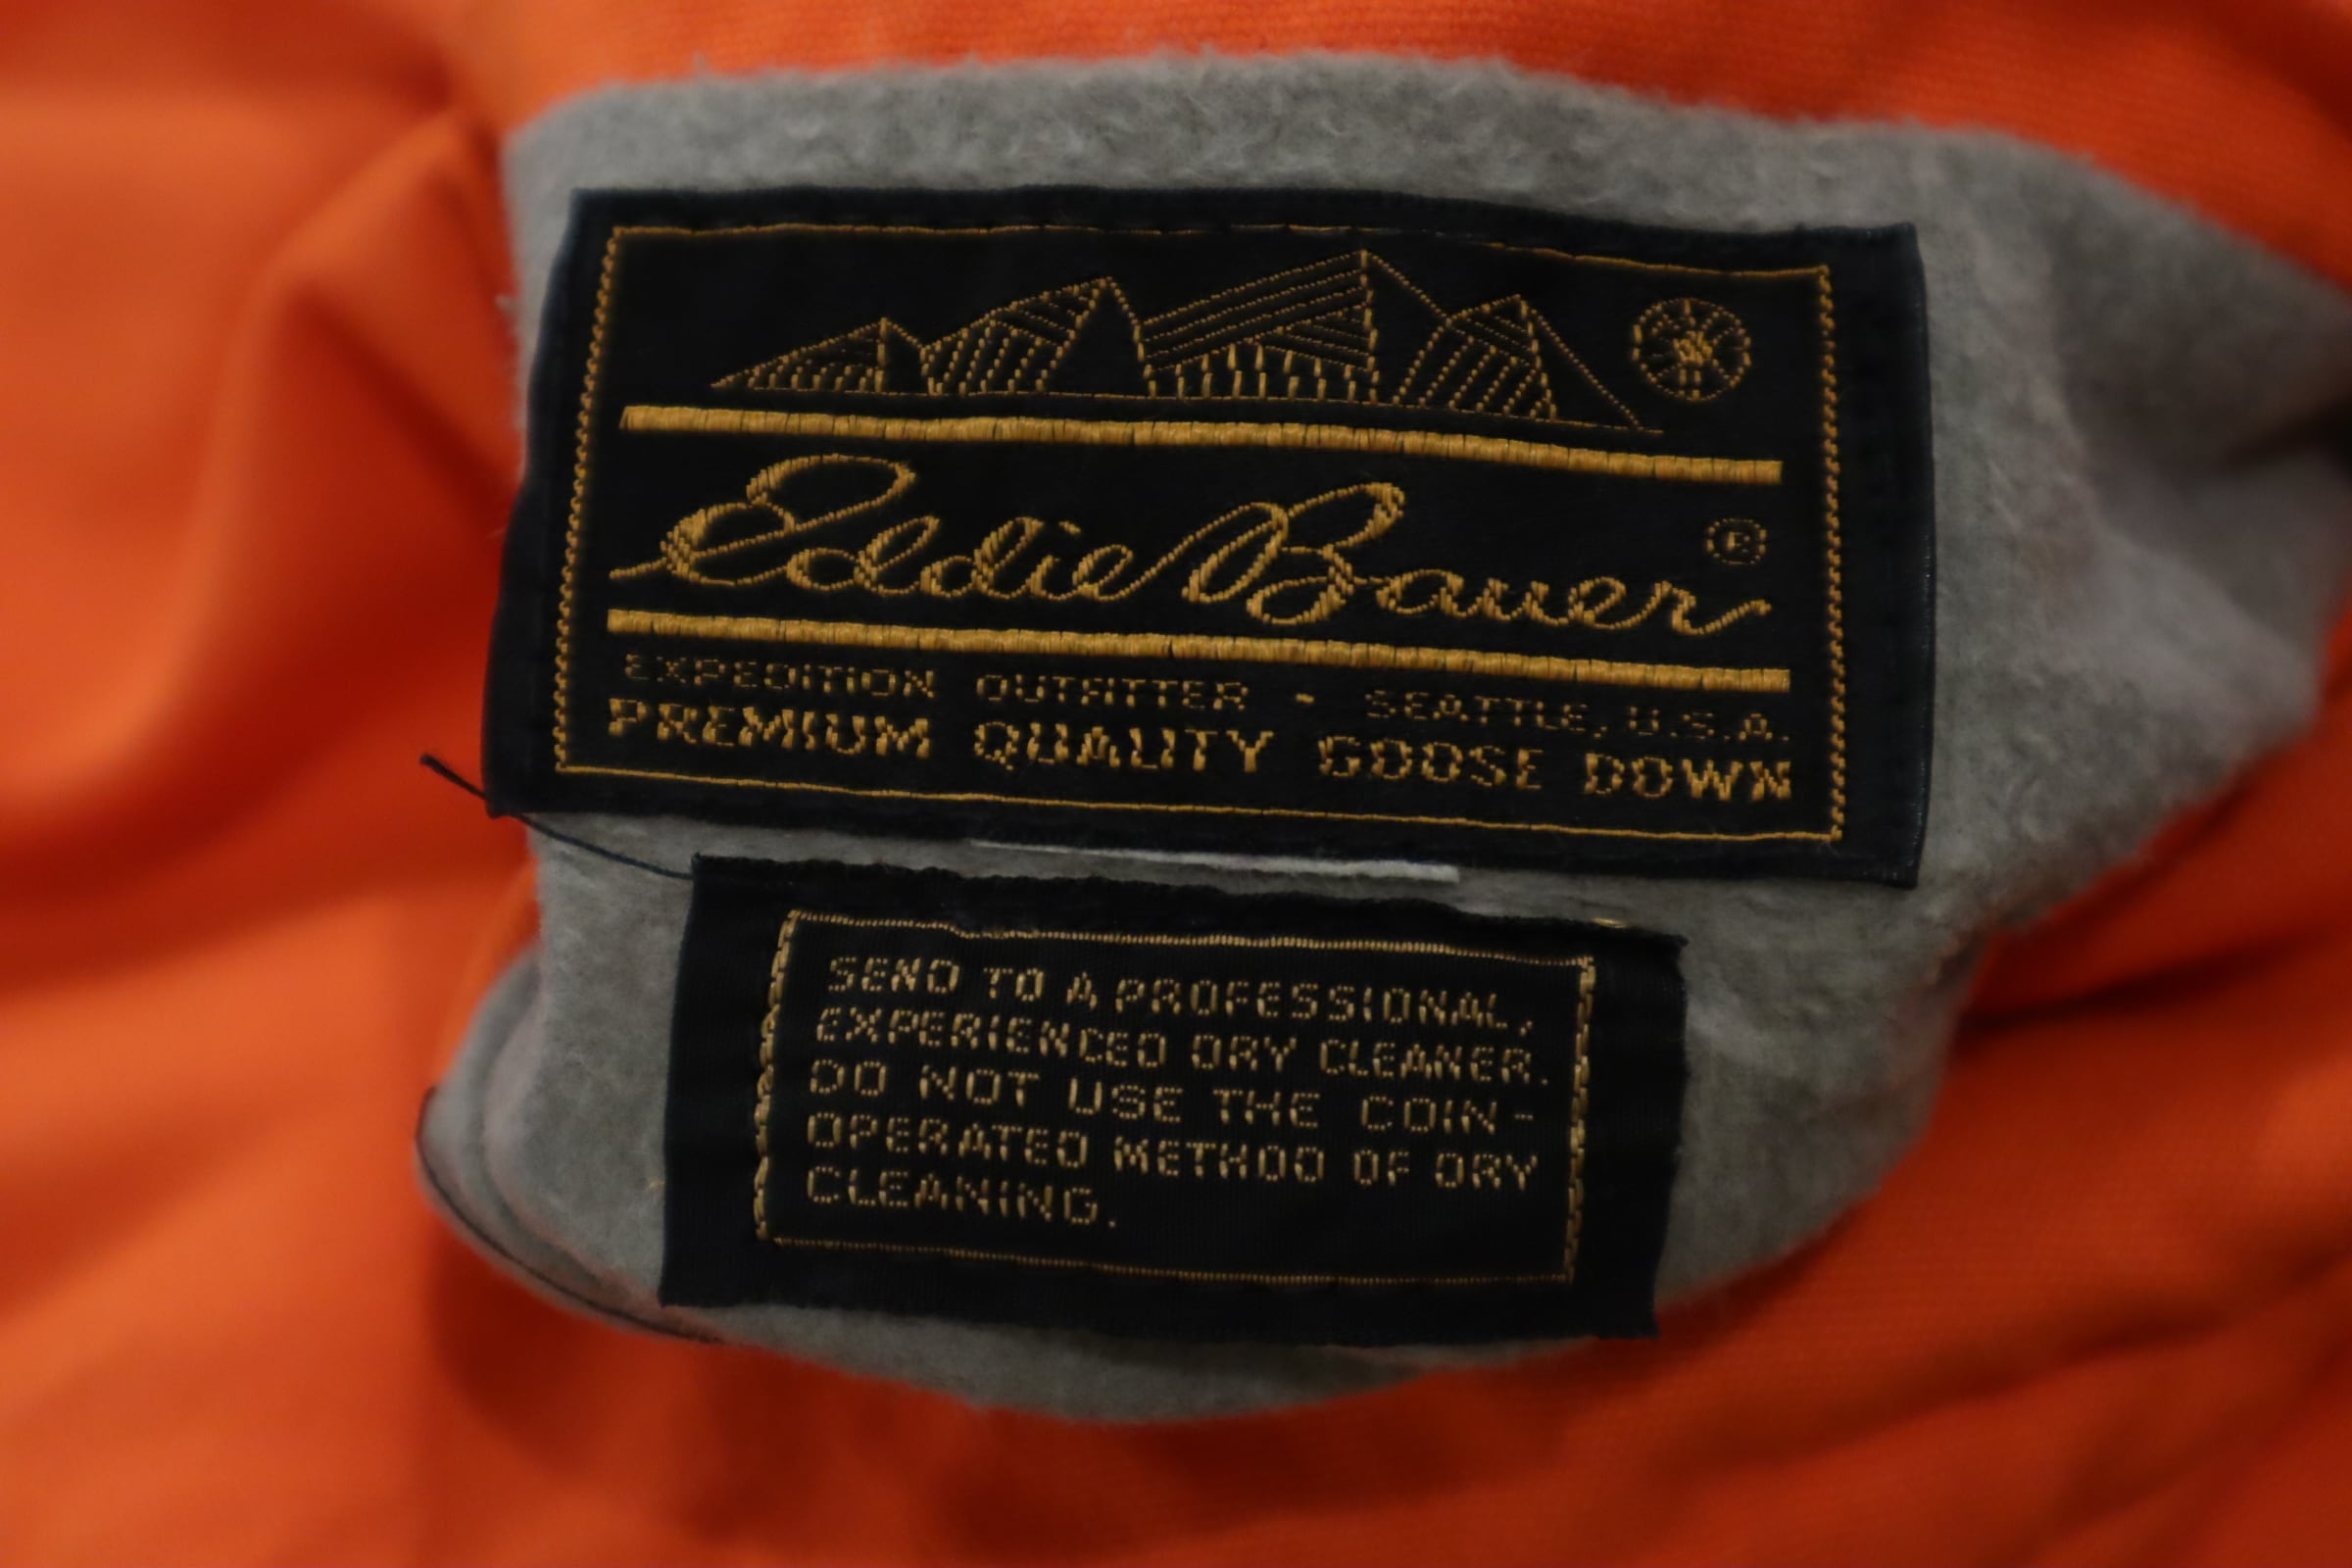 Eddie Bauer ®
EXPEDITION OUTFITTER - SEATTLE, U.S.A.
PREMIUM QUALITY GOOSE DOWN
SEND TO A PROFESSIONAL,
EXPERIENCED DRY CLEANER.
DO NOT USE THE COIN-
OPERATED METHOD OF DRY
CLEANING.